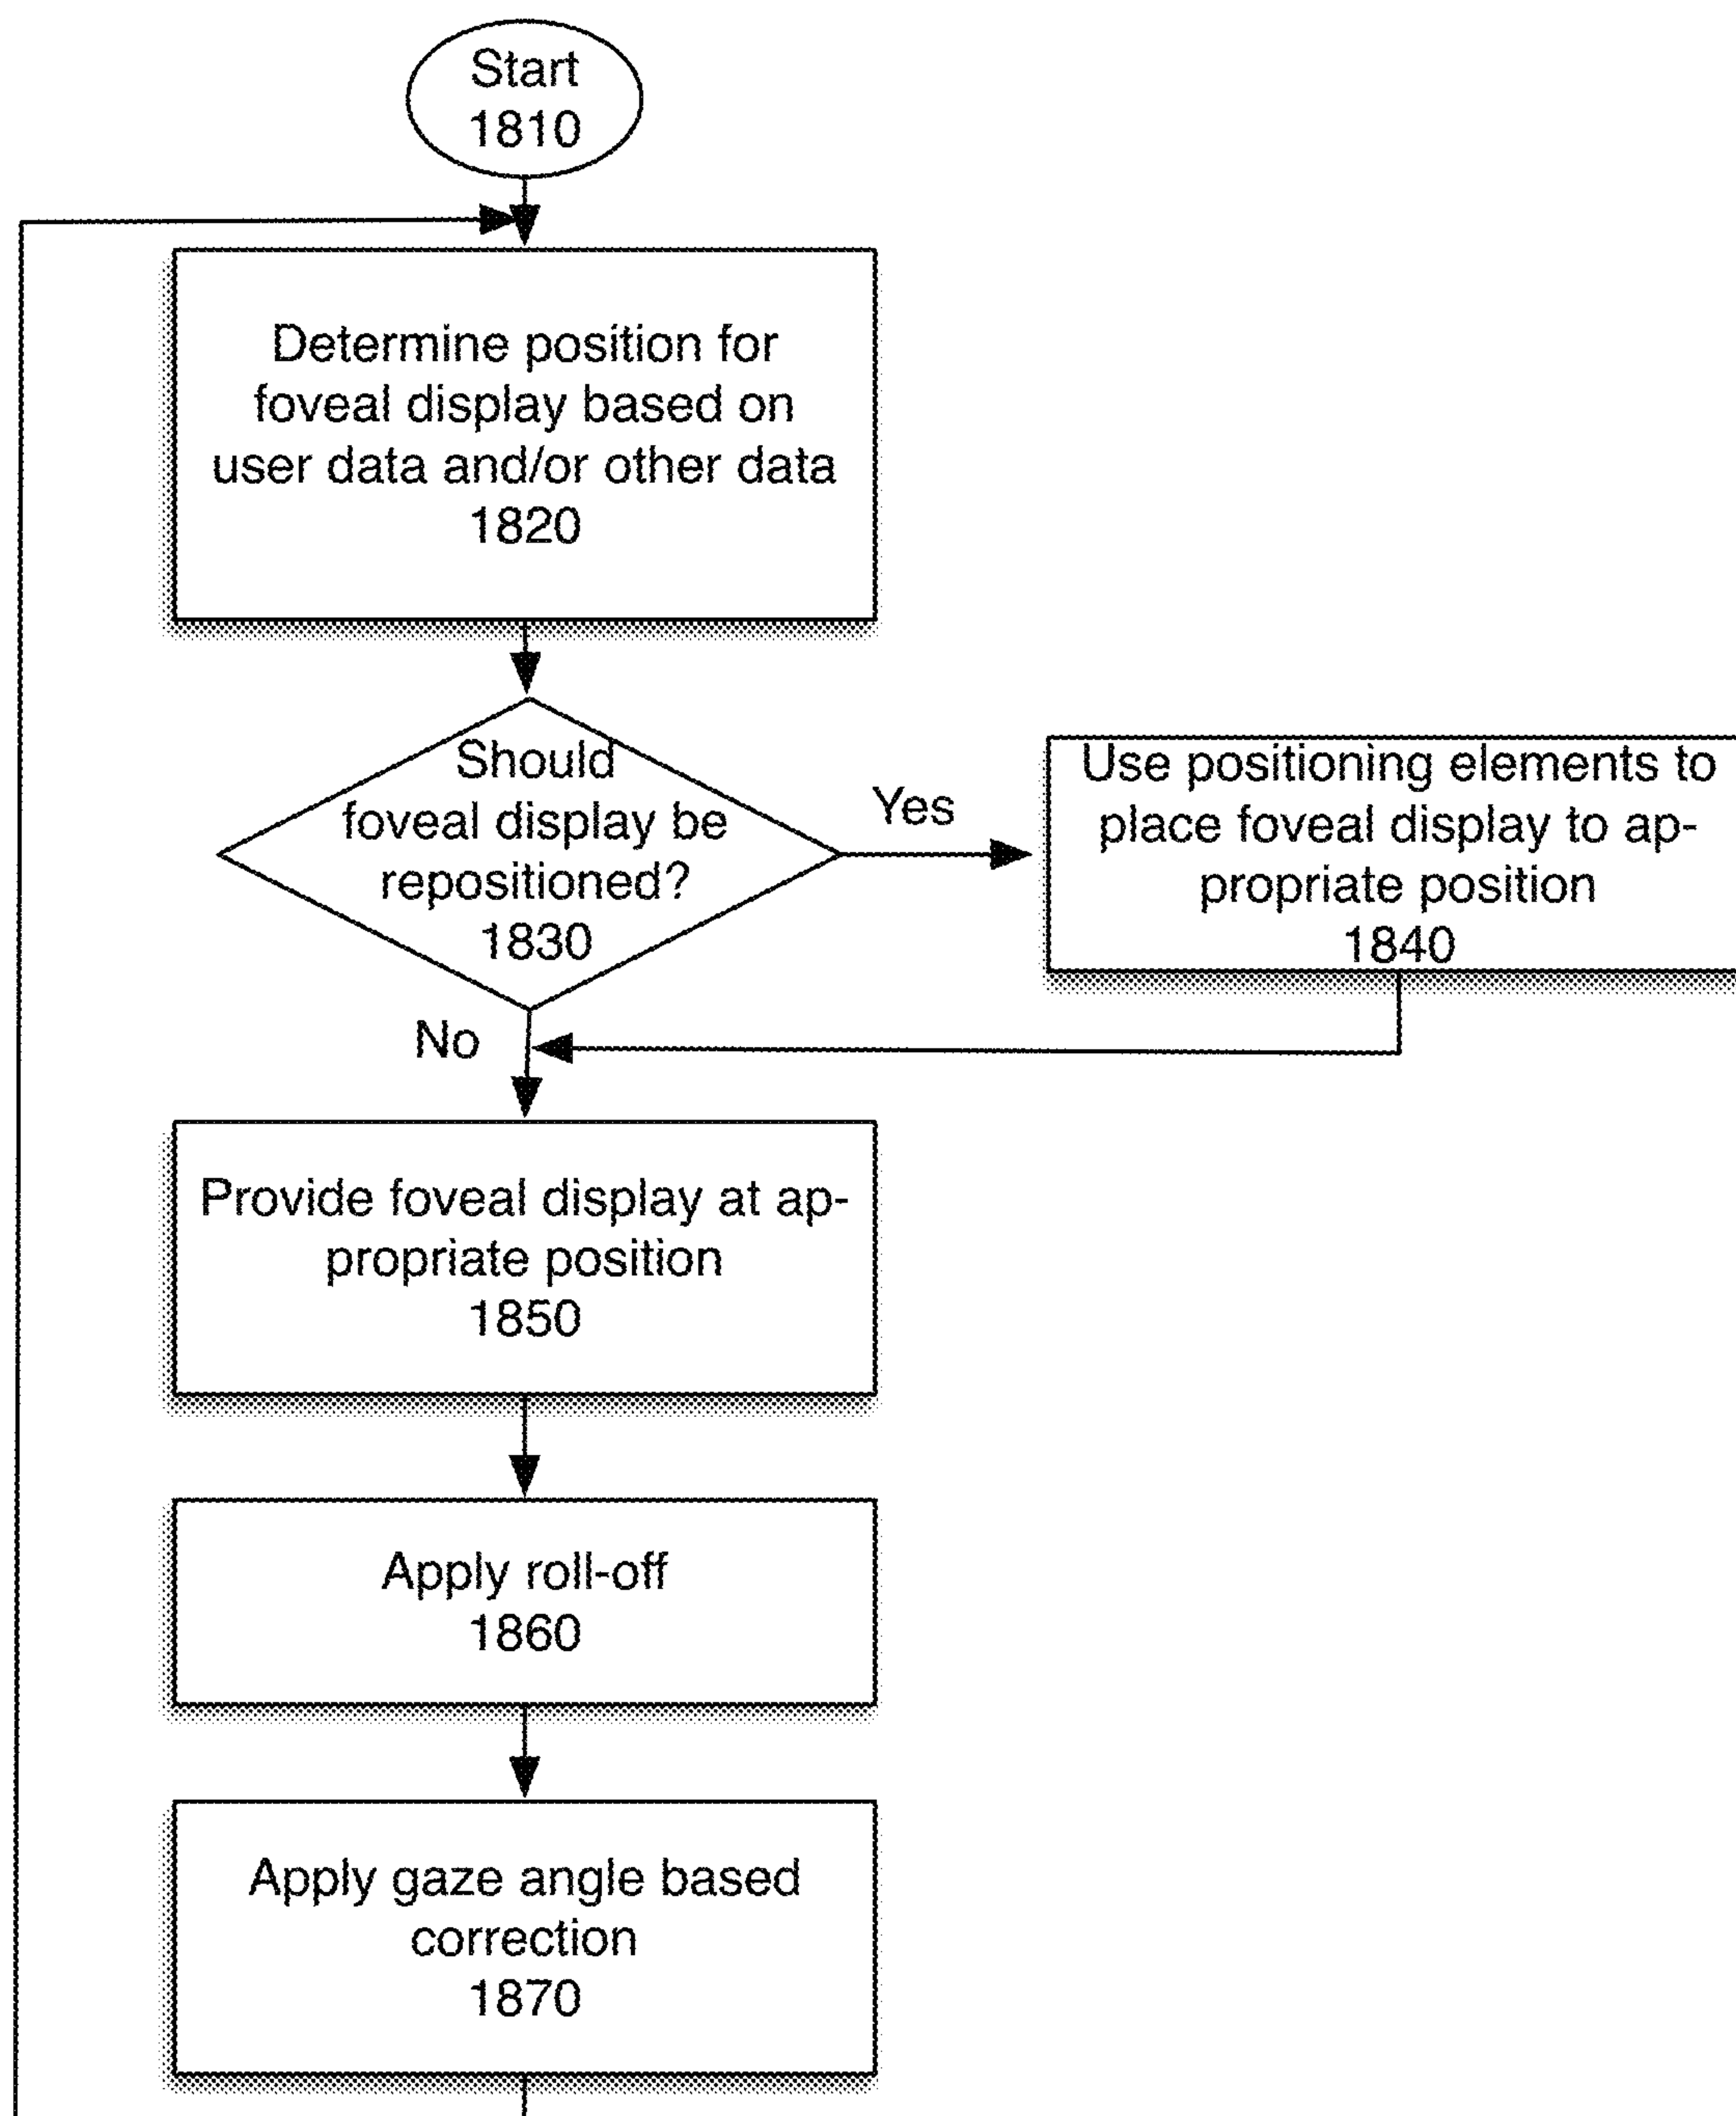 Start
1810
Determine position for
foveal display based on
user data and/or other data
1820
Should
foveal display be
repositioned?
1830
Yes
Use positioning elements to
place foveal display to ap-
propriate position
1840
No
Provide foveal display at ap-
propriate position
1850
Apply roll-off
1860
Apply gaze angle based
correction
1870